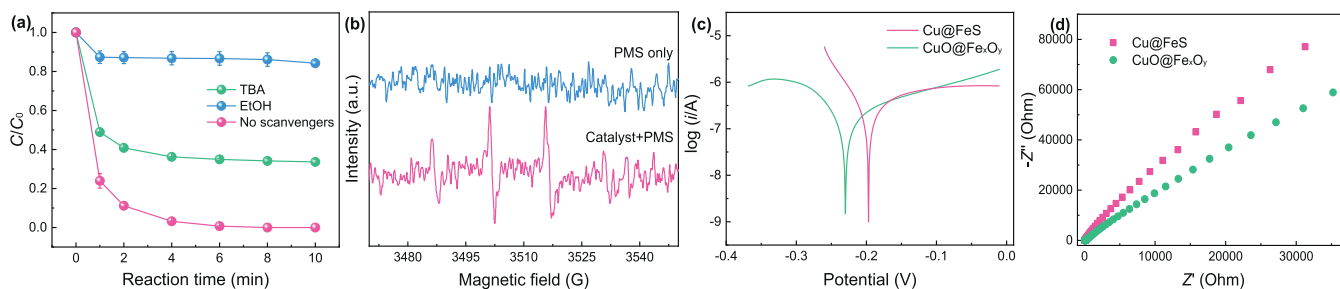 (a)
1.0
0.8
0.6
0.4
0.2
0.0
C/C₀
TBA
EtOH
No scanvengers
0 2 4 6 8 10
Reaction time (min)
(b)
Intensity (a.u.)
PMS only
Catalyst+PMS
3480 3495 3510 3525 3540
Magnetic field (G)
(c)
-5
-6
-7
-8
-9
log (i/A)
Cu@FeS
CuO@FeₓOᵧ
-0.4 -0.3 -0.2 -0.1 0.0
Potential (V)
(d)
80000
60000
40000
20000
0
-Z'' (Ohm)
Cu@FeS
CuO@FeₓOᵧ
0 10000 20000 30000
Z' (Ohm)